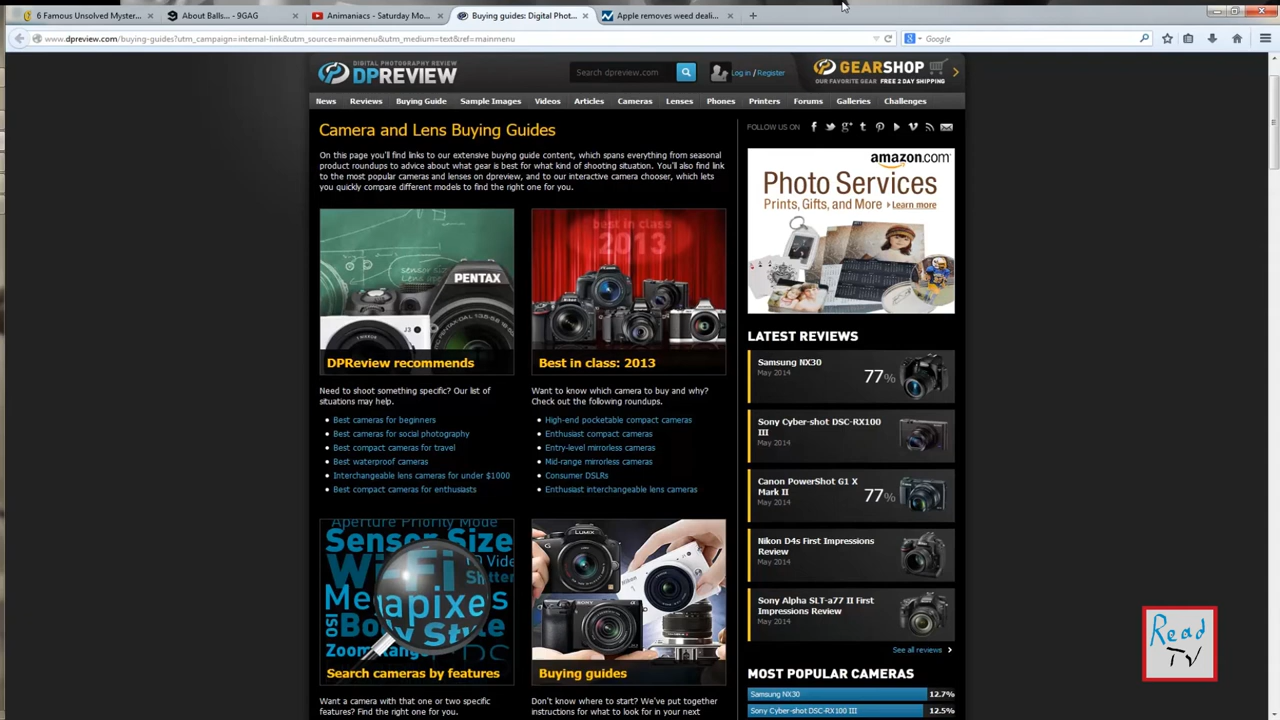 6 Famous Unsolved Myster...
About Balls... - 9GAG
Animaniacs - Saturday Mo...
Buying guides: Digital Phot...
Apple removes weed deali...
www.dpreview.com/buying-guides?utm_campaign=internal-link&utm_source=mainmenu&utm_medium=text&ref=mainmenu
Google
DIGITAL PHOTOGRAPHY REVIEW
DPREVIEW
Search dpreview.com
Log in / Register
GEARSHOP
OUR FAVORITE GEAR FREE 2 DAY SHIPPING
News Reviews Buying Guide Sample Images Videos Articles Cameras Lenses Phones Printers Forums Galleries Challenges
Camera and Lens Buying Guides
On this page you'll find links to our extensive buying guide content, which spans everything from seasonal
product roundups to advice about what gear is best for what kind of shooting situation. You'll also find link
to the most popular cameras and lenses on dpreview, and to our interactive camera chooser, which lets
you quickly compare different models to find the right one for you.
PENTAX
DPReview recommends
Need to shoot something specific? Our list of
situations may help.
Best cameras for beginners
Best cameras for social photography
Best compact cameras for travel
Best waterproof cameras
Interchangeable lens cameras for under $1000
Best compact cameras for enthusiasts
best in class
2013
Best in class: 2013
Want to know which camera to buy and why?
Check out the following roundups.
High-end pocketable compact cameras
Enthusiast compact cameras
Entry-level mirrorless cameras
Mid-range mirrorless cameras
Consumer DSLRs
Enthusiast interchangeable lens cameras
Aperture Priority Mode
Sensor Size
Wi-Fi
HD Video
Megapixels
ISO
Body Style
Zoom Range
Search cameras by features
Want a camera with that one or two specific
features? Find the right one for you.
Nikon
SONY
Buying guides
Don't know where to start? We've put together
instructions for what to look for in your next
FOLLOW US ON
amazon.com
Photo Services
Prints, Gifts, and More
Learn more
LATEST REVIEWS
Samsung NX30
May 2014
77%
Sony Cyber-shot DSC-RX100
III
May 2014
Canon PowerShot G1 X
Mark II
May 2014
77%
Nikon D4s First Impressions
Review
May 2014
Sony Alpha SLT-a77 II First
Impressions Review
May 2014
See all reviews
MOST POPULAR CAMERAS
Samsung NX30
12.7%
Sony Cyber-shot DSC-RX100 III
12.5%
Read
TV